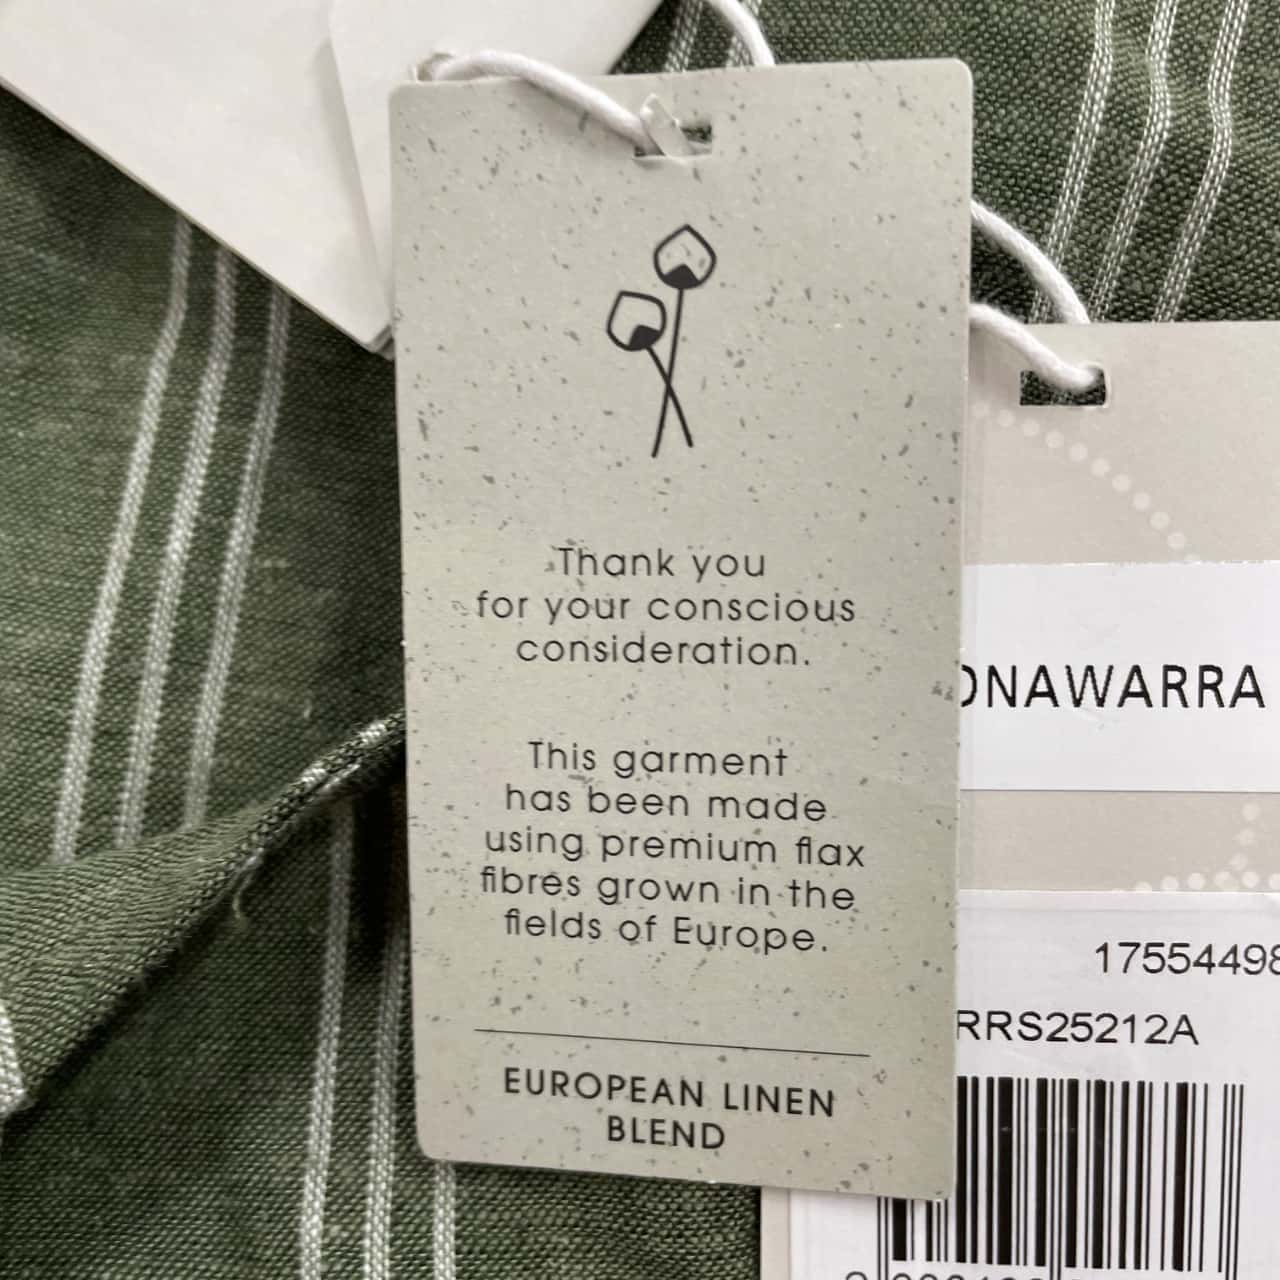 Thank you
for your conscious
consideration.
This garment
has been made
using premium flax
fibres grown in the
fields of Europe.
EUROPEAN LINEN
BLEND
ONAWARRA
17554498
RRS25212A